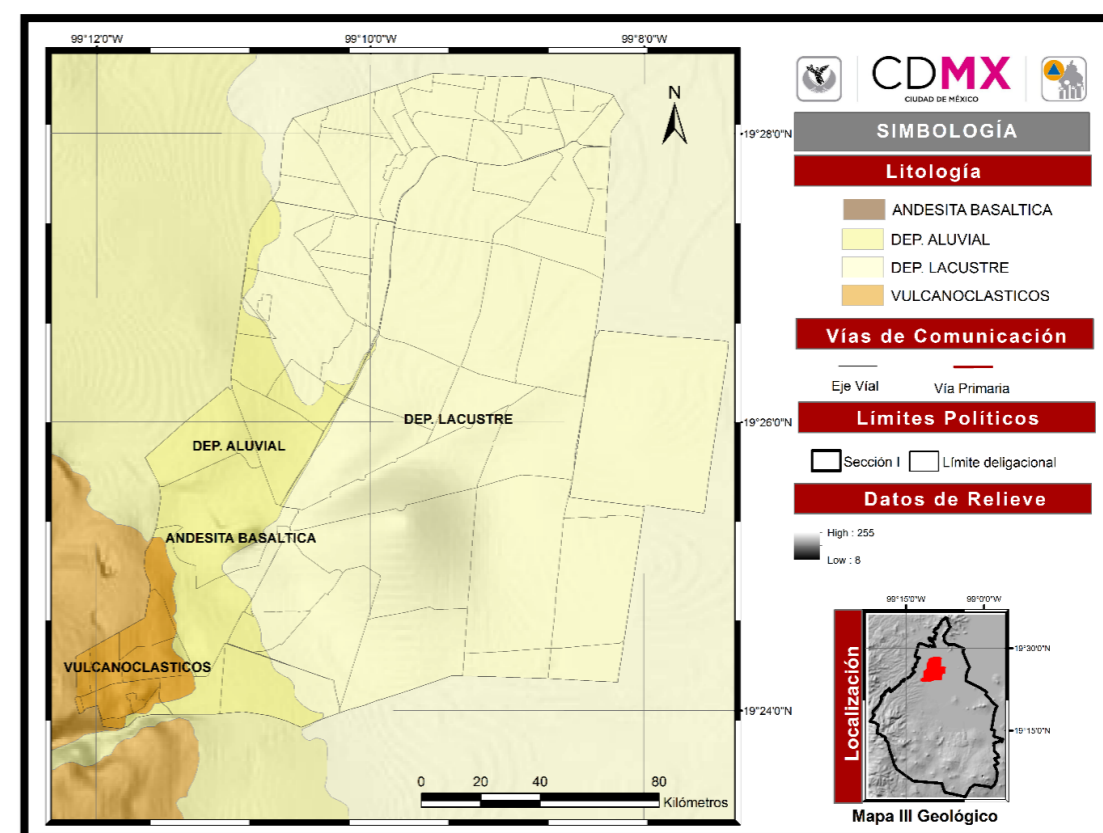 99°12'0"W 99°10'0"W 99°8'0"W
N
19°28'0"N
19°26'0"N
19°24'0"N
DEP. LACUSTRE
DEP. ALUVIAL
ANDESITA BASALTICA
VULCANOCLASTICOS
0 20 40 80
Kilómetros
CDMX
CIUDAD DE MÉXICO
SIMBOLOGÍA
Litología
ANDESITA BASALTICA
DEP. ALUVIAL
DEP. LACUSTRE
VULCANOCLASTICOS
Vías de Comunicación
Eje Víal Vía Primaria
Límites Políticos
Sección I Límite deligacional
Datos de Relieve
High : 255
Low : 8
Localización
99°15'0"W 99°0'0"W
19°30'0"N
19°15'0"N
Mapa III Geológico